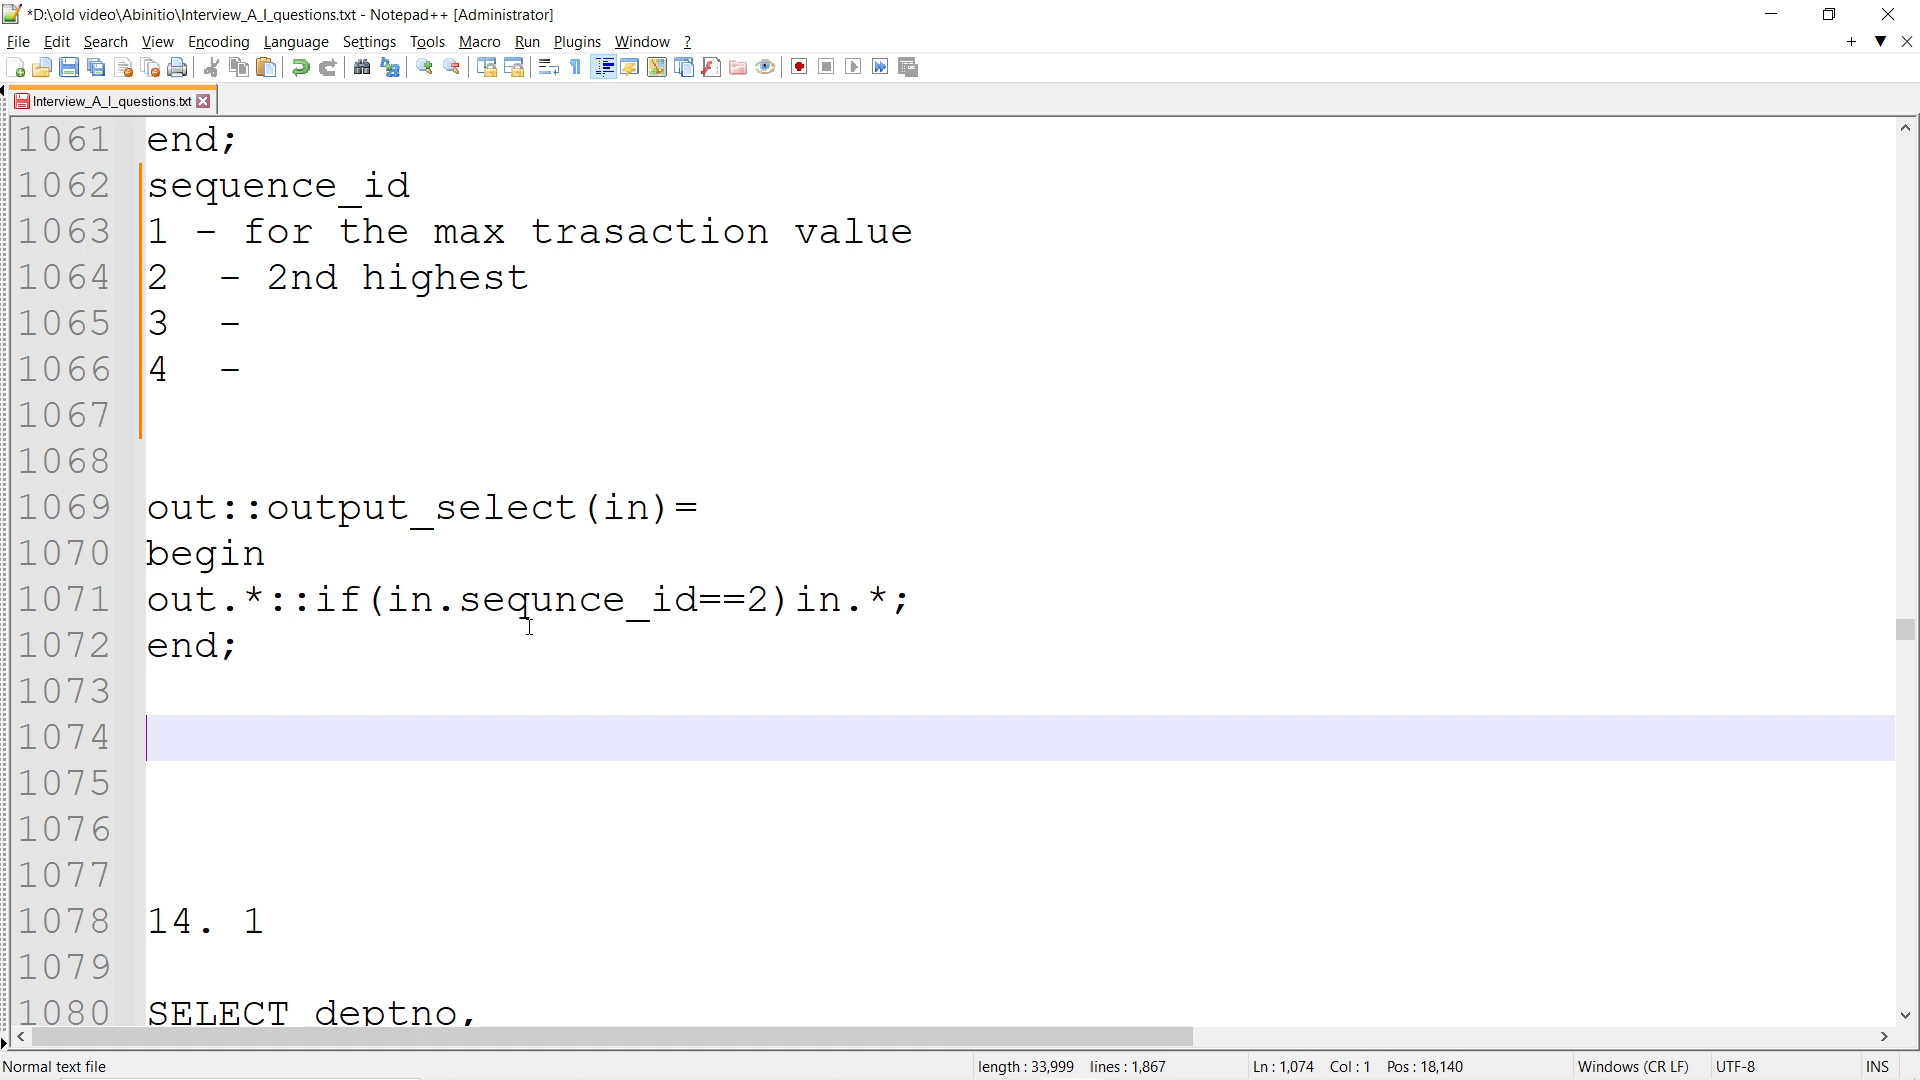 *D:\old video\Abinitio\Interview_A_I_questions.txt - Notepad++ [Administrator]
File Edit Search View Encoding Language Settings Tools Macro Run Plugins Window ?
Interview_A_I_questions.txt
1061 end;
1062 sequence_id
1063 1 - for the max trasaction value
1064 2  - 2nd highest
1065 3  -
1066 4  -
1067
1068
1069 out::output_select(in)=
1070 begin
1071 out.*::if(in.sequnce_id==2)in.*;
1072 end;
1073
1074
1075
1076
1077
1078 14. 1
1079
1080 SELECT deptno,
Normal text file length : 33,999 lines : 1,867 Ln : 1,074 Col : 1 Pos : 18,140 Windows (CR LF) UTF-8 INS